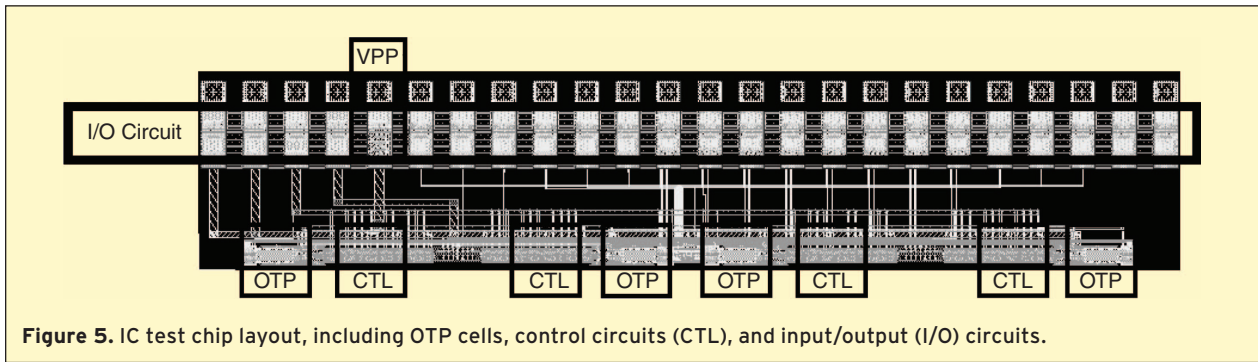 VPP
I/O Circuit
OTP CTL CTL OTP OTP CTL CTL OTP
Figure 5. IC test chip layout, including OTP cells, control circuits (CTL), and input/output (I/O) circuits.